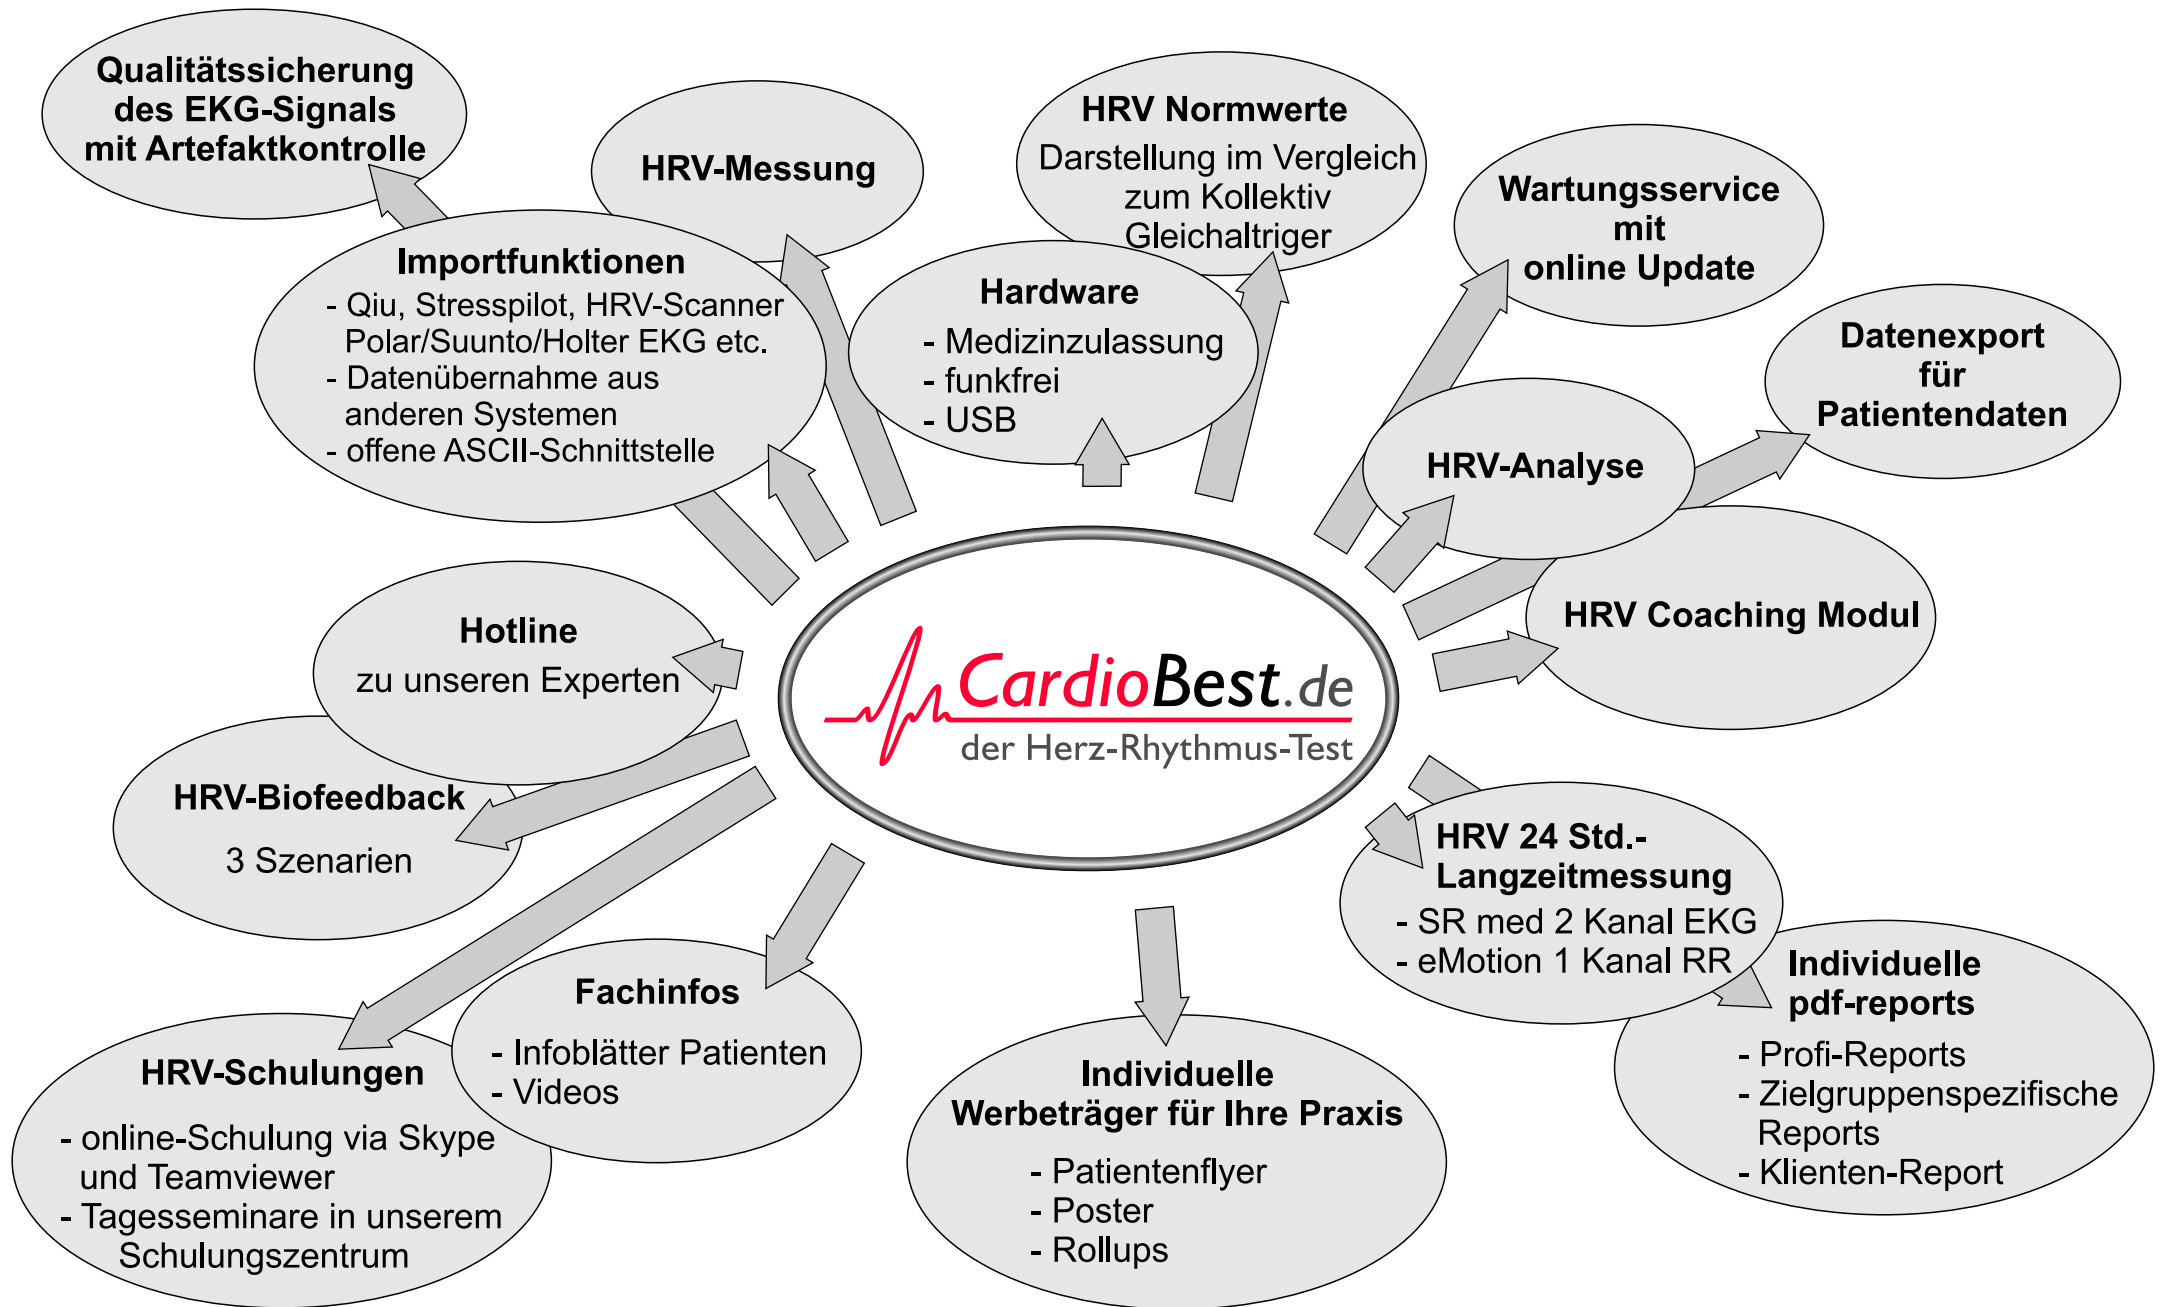 Qualitätssicherung
des EKG-Signals
mit Artefaktkontrolle
HRV-Messung
HRV Normwerte
Darstellung im Vergleich
zum Kollektiv
Gleichaltriger
Wartungsservice
mit
online Update
Importfunktionen
- Qiu, Stresspilot, HRV-Scanner
Polar/Suunto/Holter EKG etc.
- Datenübernahme aus
anderen Systemen
- offene ASCII-Schnittstelle
Hardware
- Medizinzulassung
- funkfrei
- USB
Datenexport
für
Patientendaten
HRV-Analyse
HRV Coaching Modul
Hotline
zu unseren Experten
CardioBest.de
der Herz-Rhythmus-Test
HRV-Biofeedback
3 Szenarien
HRV 24 Std.-
Langzeitmessung
- SR med 2 Kanal EKG
- eMotion 1 Kanal RR
Individuelle
pdf-reports
- Profi-Reports
- Zielgruppenspezifische
Reports
- Klienten-Report
Fachinfos
- Infoblätter Patienten
- Videos
HRV-Schulungen
- online-Schulung via Skype
und Teamviewer
- Tagesseminare in unserem
Schulungszentrum
Individuelle
Werbeträger für Ihre Praxis
- Patientenflyer
- Poster
- Rollups